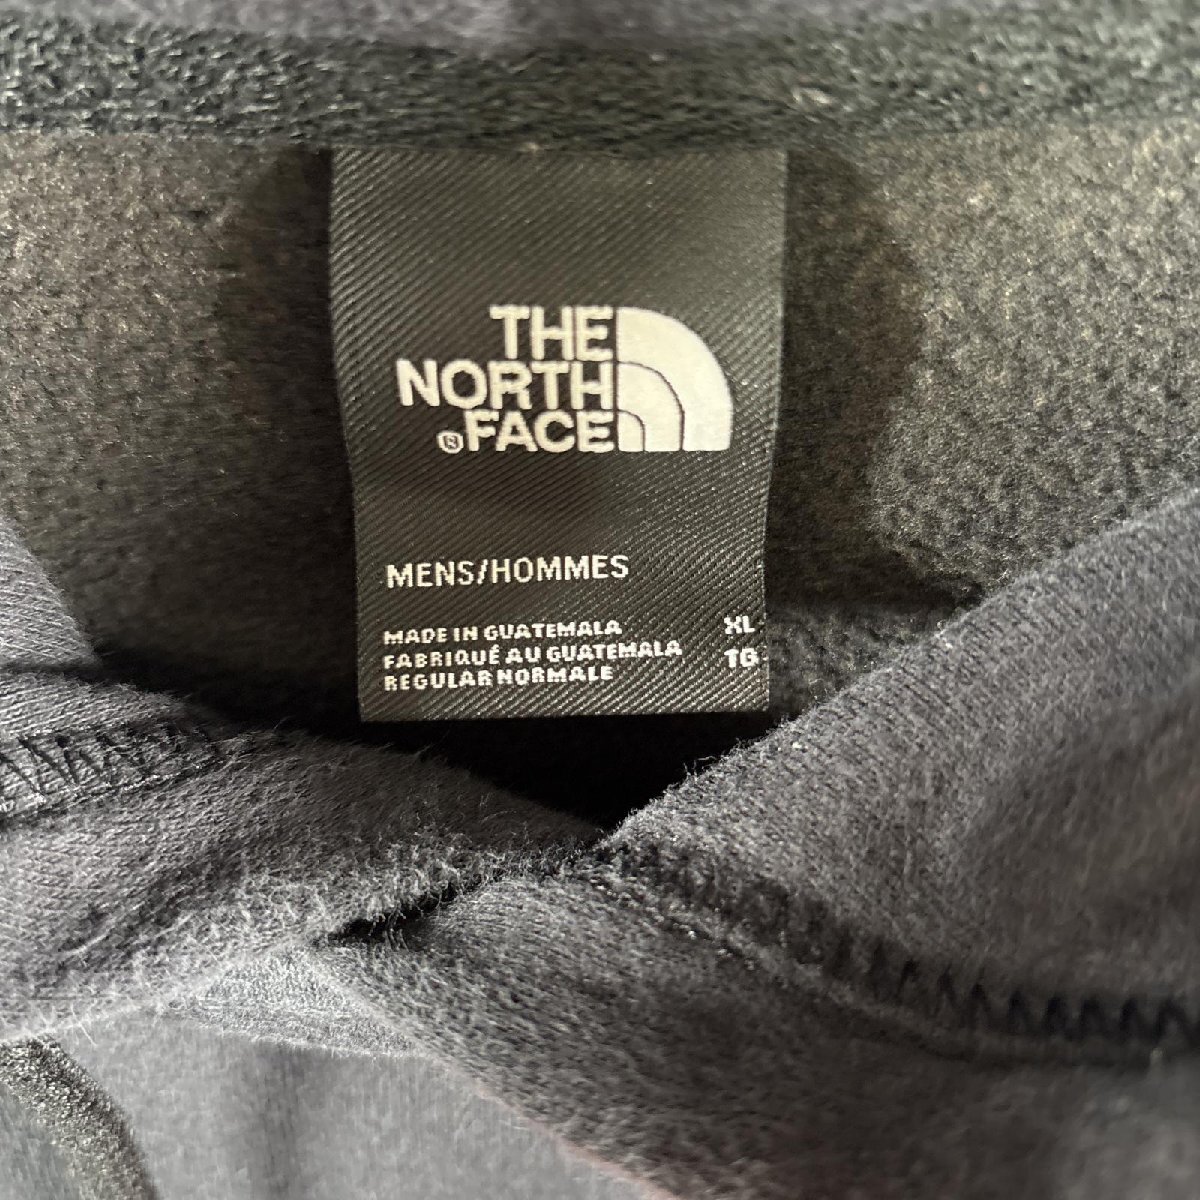 THE
NORTH
®FACE
MENS/HOMMES
MADE IN GUATEMALA XL
FABRIQUÉ AU GUATEMALA TG
REGULAR NORMALE